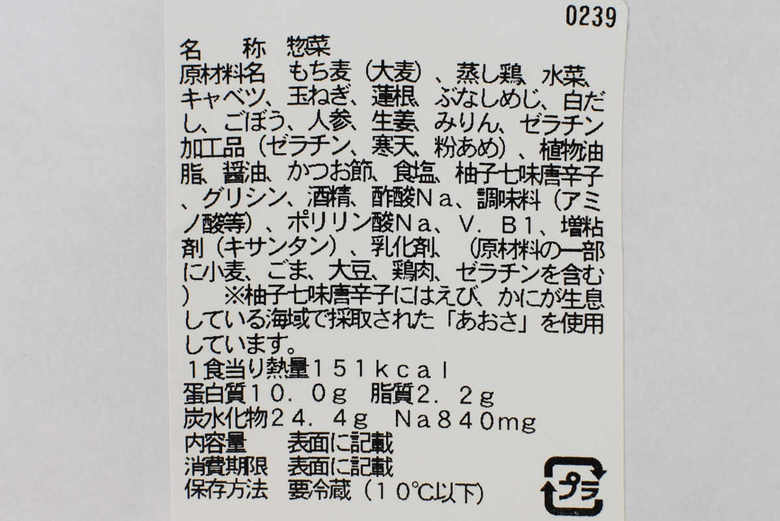 0239
名　称 惣菜
原材料名 もち麦（大麦）、蒸し鶏、水菜、
キャベツ、玉ねぎ、蓮根、ぶなしめじ、白だ
し、ごぼう、人参、生姜、みりん、ゼラチン
加工品（ゼラチン、寒天、粉あめ）、植物油
脂、醤油、かつお節、食塩、柚子七味唐辛子
、グリシン、酒精、酢酸Ｎａ、調味料（アミ
ノ酸等）、ポリリン酸Ｎａ、Ｖ．Ｂ１、増粘
剤（キサンタン）、乳化剤、（原材料の一部
に小麦、ごま、大豆、鶏肉、ゼラチンを含む
）　※柚子七味唐辛子にはえび、かにが生息
している海域で採取された「あおさ」を使用
しています。
１食当り熱量１５１ｋｃａｌ
蛋白質１０．０ｇ　脂質２．２ｇ
炭水化物２４．４ｇ　Ｎａ８４０ｍｇ
内容量　表面に記載
消費期限　表面に記載
保存方法　要冷蔵（１０℃以下）
プラ